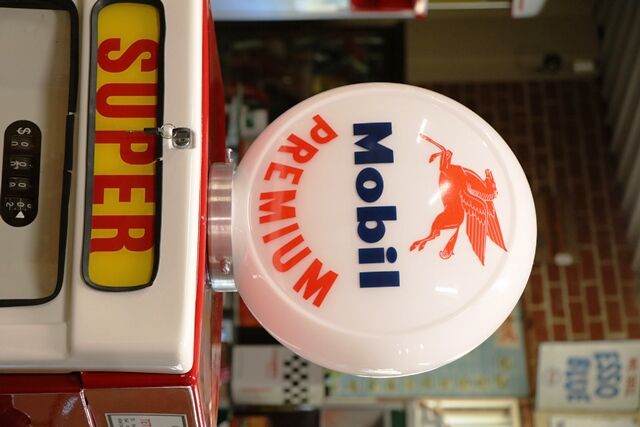 Mobil
PREMIUM
SUPER
$
ESSO
BLUE